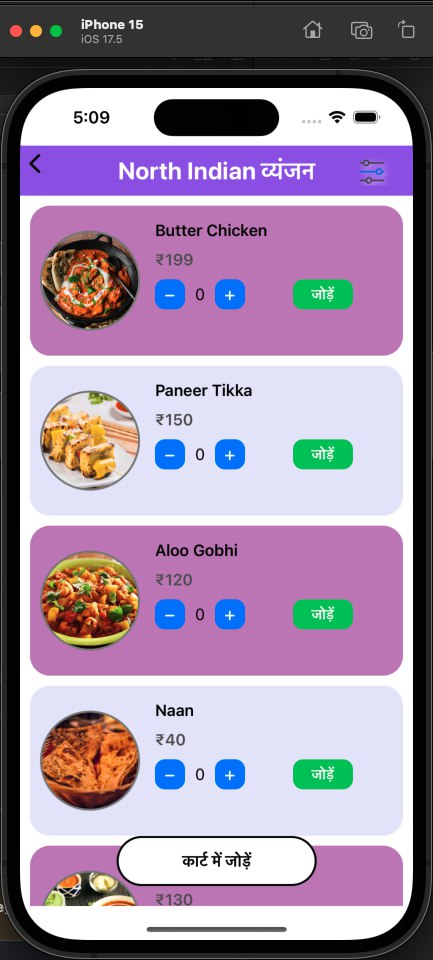 iPhone 15
iOS 17.5
5:09
North Indian व्यंजन
Butter Chicken
₹199
− 0 +
जोड़ें
Paneer Tikka
₹150
− 0 +
जोड़ें
Aloo Gobhi
₹120
− 0 +
जोड़ें
Naan
₹40
− 0 +
जोड़ें
कार्ट में जोड़ें
₹130